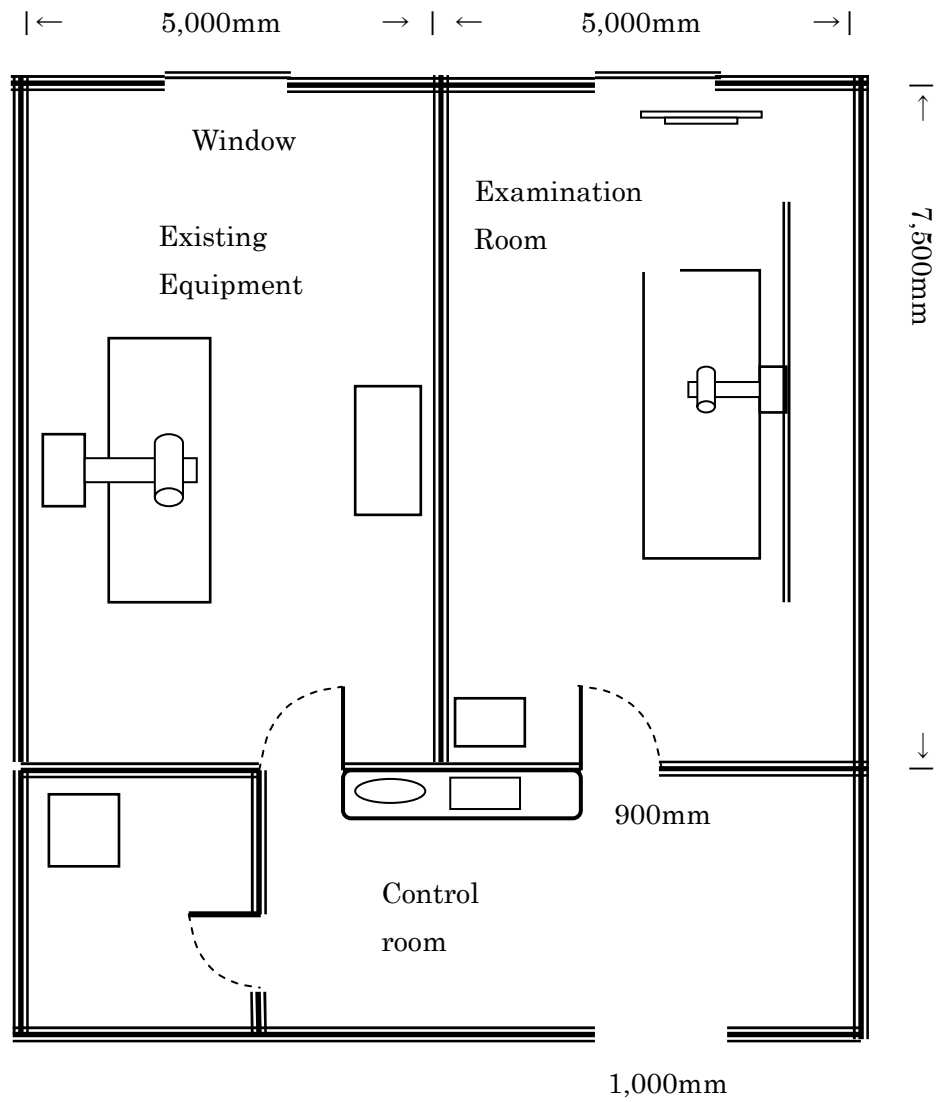 5,000mm
5,000mm
Window
Examination
Room
Existing
Equipment
7,500mm
900mm
Control
room
1,000mm